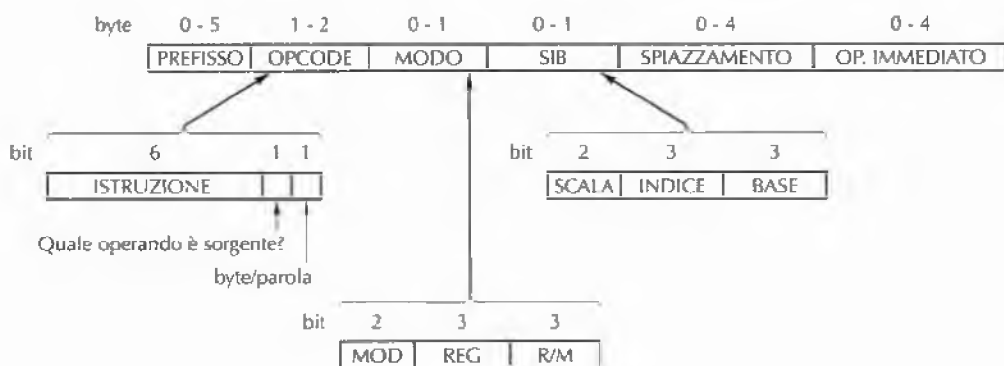 byte 0 - 5 1 - 2 0 - 1 0 - 1 0 - 4 0 - 4
PREFISSO OPCODE MODO SIB SPIAZZAMENTO OP. IMMEDIATO
bit 6 1 1
ISTRUZIONE
Quale operando è sorgente?
byte/parola
bit 2 3 3
SCALA INDICE BASE
bit 2 3 3
MOD REG R/M